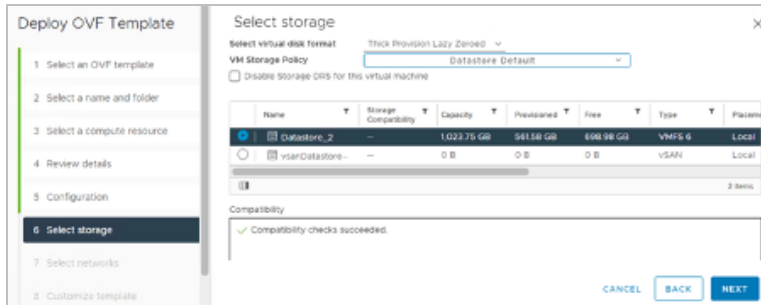 Deploy OVF Template
1 Select an OVF template
2 Select a name and folder
3 Select a compute resource
4 Review details
5 Configuration
6 Select storage
7 Select networks
8 Customize template
Select storage
Select virtual disk format Thick Provision Lazy Zeroed
VM Storage Policy Datastore Default
Disable Storage DRS for this virtual machine
Name Storage Compatibility Capacity Provisioned Free Type Placem
Datastore_2 -- 1,023.75 GB 561.58 GB 698.98 GB VMFS 6 Local
vsanDatastore-- -- 0 B 0 B 0 B vSAN Local
2 items
Compatibility
Compatibility checks succeeded.
CANCEL BACK NEXT